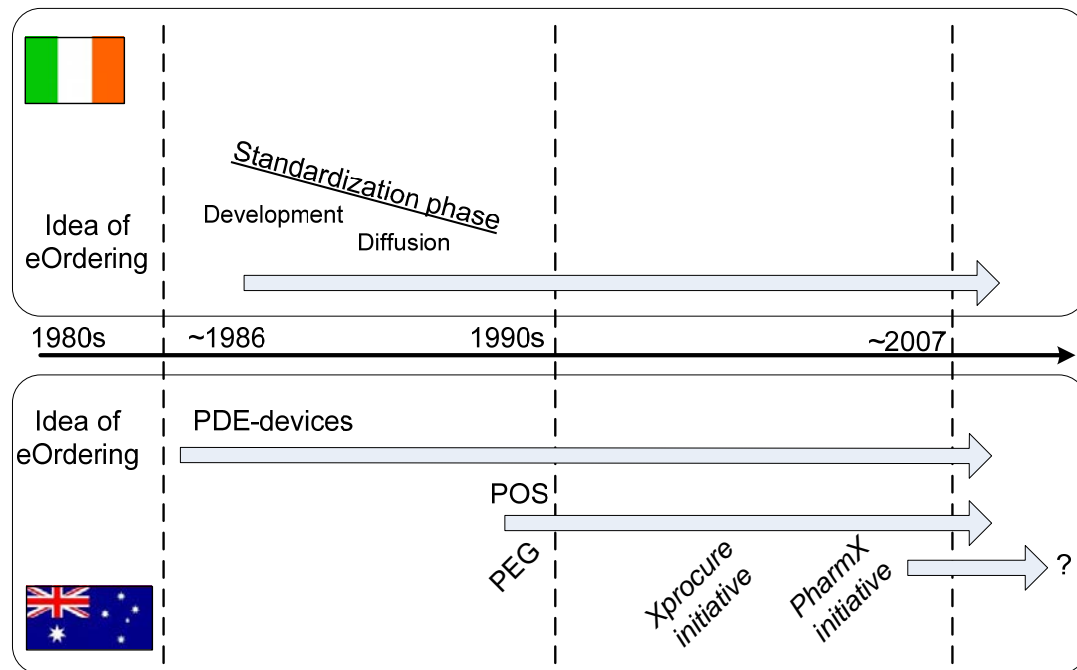 Standardization phase
Development
Diffusion
Idea of
eOrdering
1980s
~1986
1990s
~2007
Idea of
eOrdering
PDE-devices
POS
PEG
Xprocure
initiative
PharmX
initiative
?